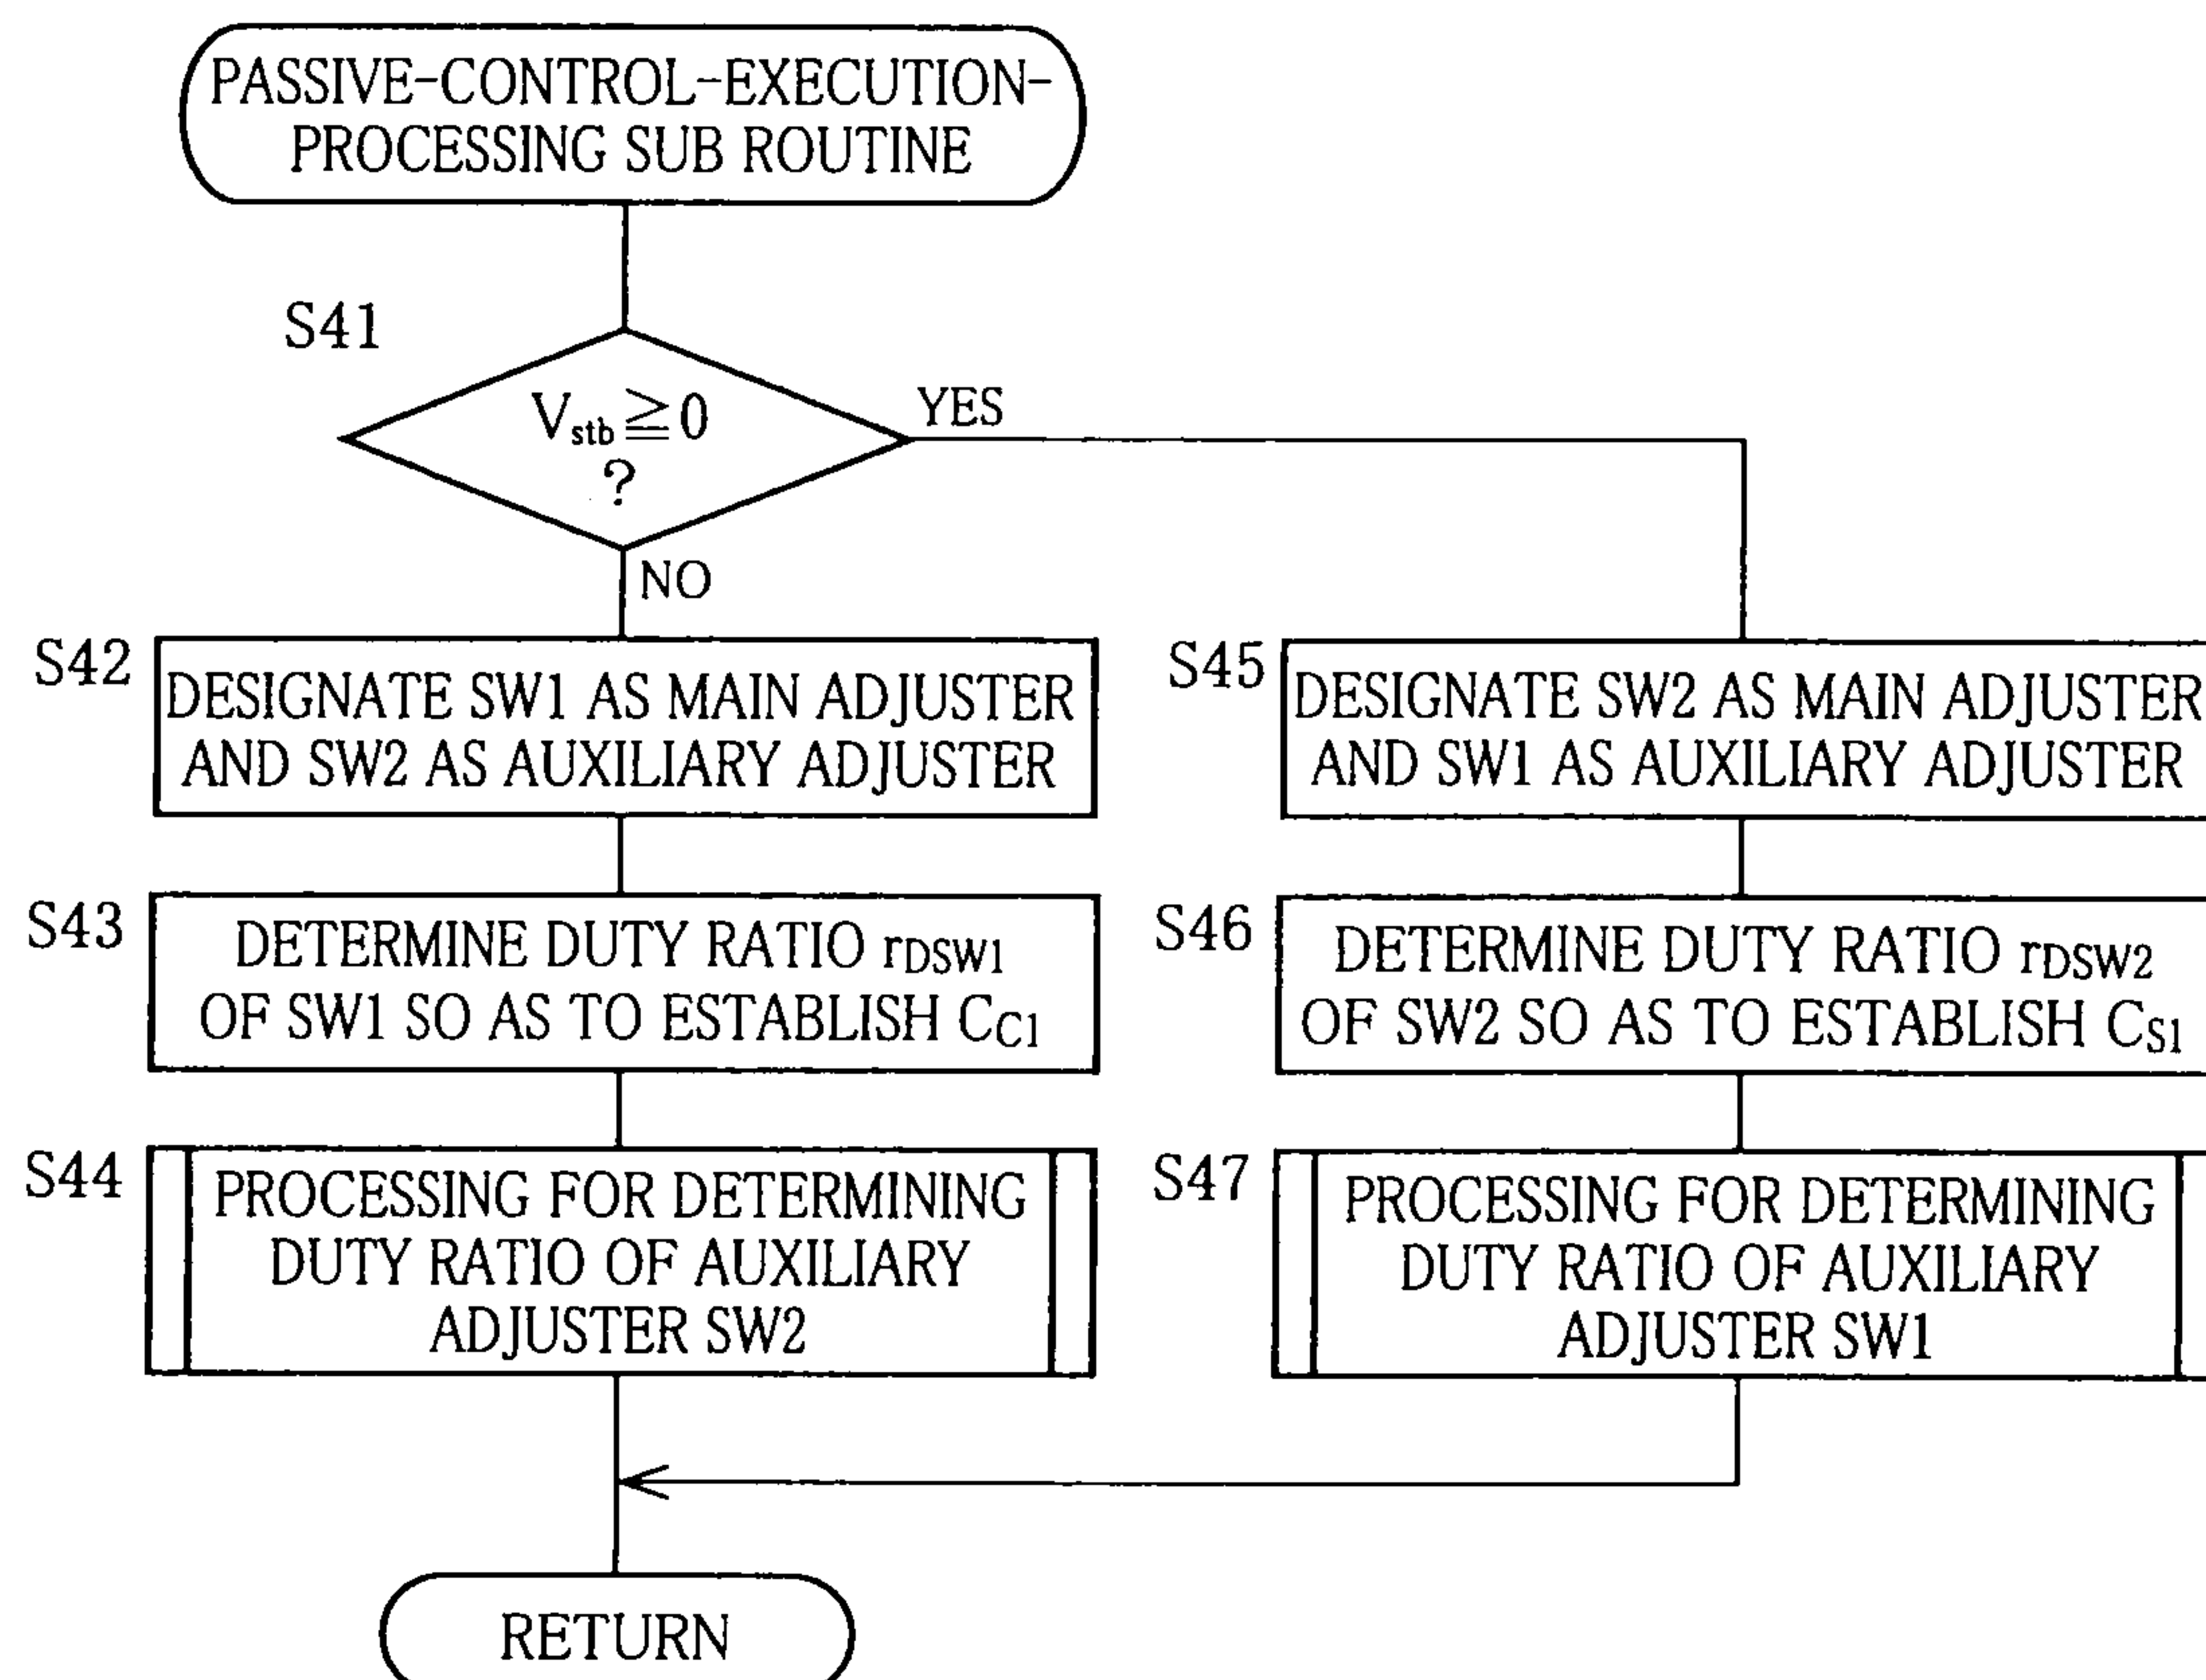 PASSIVE-CONTROL-EXECUTION-
PROCESSING SUB ROUTINE
S41
Vstb≧0
?
YES
NO
S42
DESIGNATE SW1 AS MAIN ADJUSTER
AND SW2 AS AUXILIARY ADJUSTER
S43
DETERMINE DUTY RATIO rDSW1
OF SW1 SO AS TO ESTABLISH CC1
S44
PROCESSING FOR DETERMINING
DUTY RATIO OF AUXILIARY
ADJUSTER SW2
S45
DESIGNATE SW2 AS MAIN ADJUSTER
AND SW1 AS AUXILIARY ADJUSTER
S46
DETERMINE DUTY RATIO rDSW2
OF SW2 SO AS TO ESTABLISH CS1
S47
PROCESSING FOR DETERMINING
DUTY RATIO OF AUXILIARY
ADJUSTER SW1
RETURN